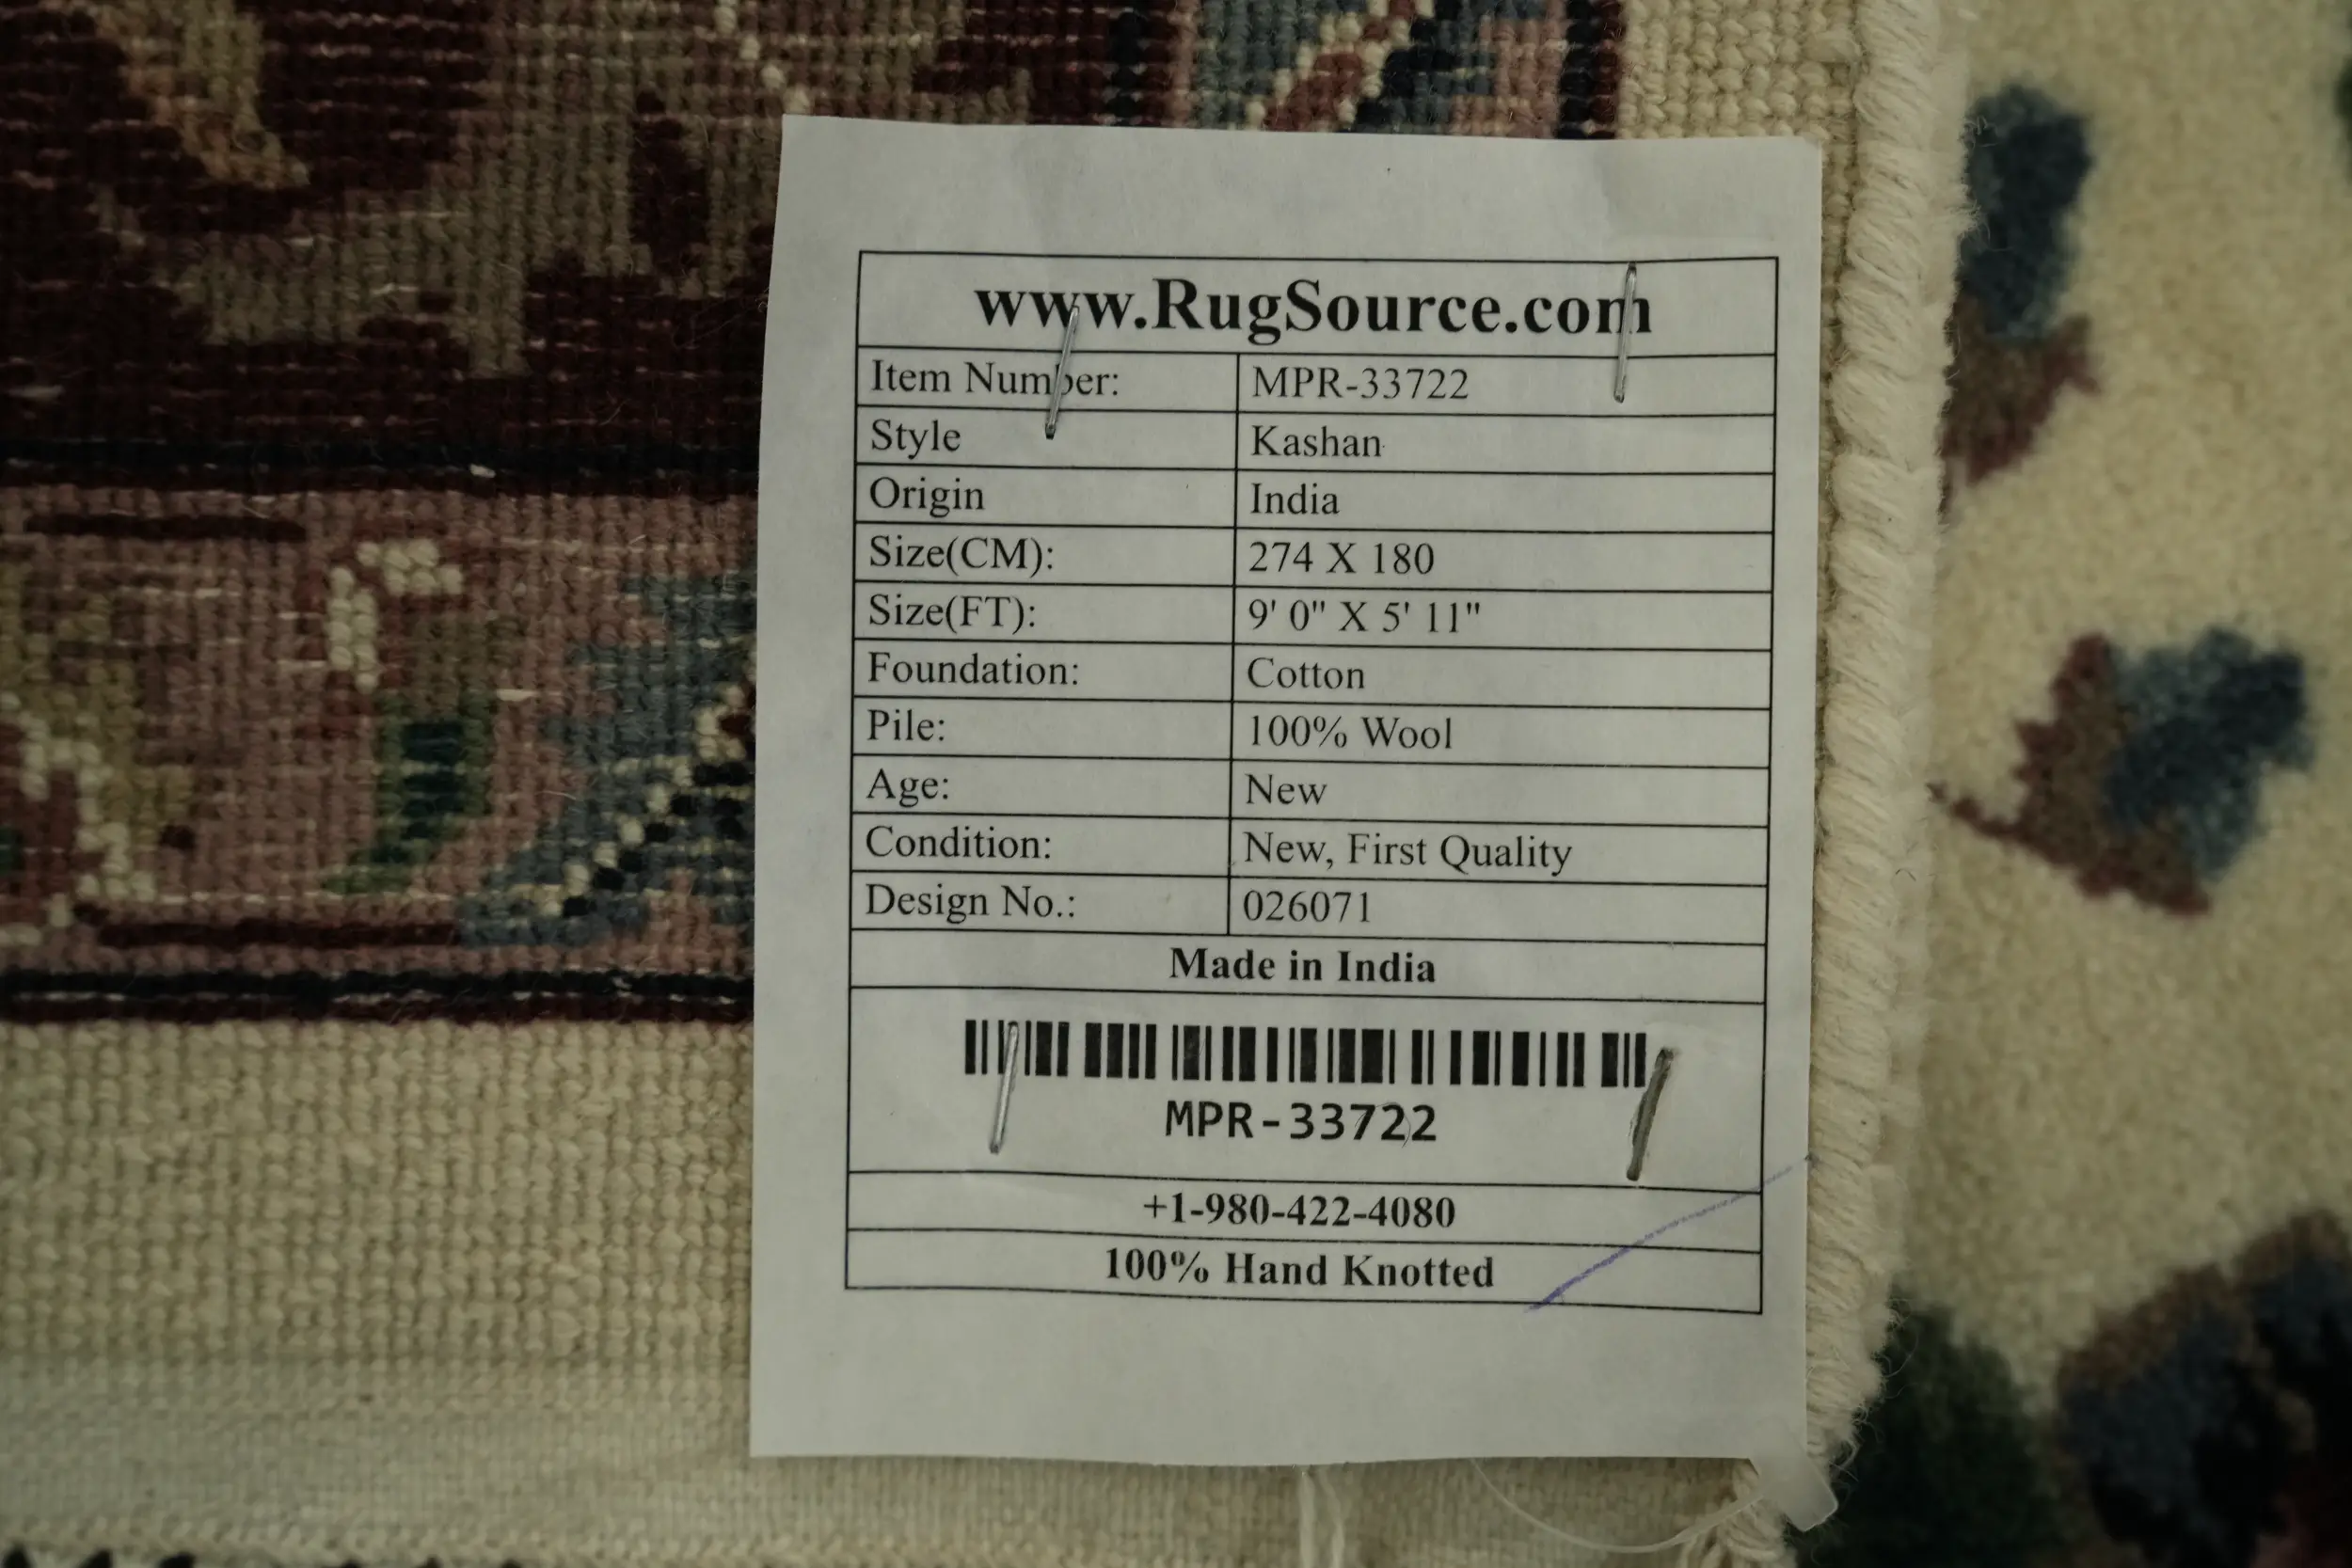 www.RugSource.com
Item Number: MPR-33722
Style Kashan
Origin India
Size(CM): 274 X 180
Size(FT): 9' 0" X 5' 11"
Foundation: Cotton
Pile: 100% Wool
Age: New
Condition: New, First Quality
Design No.: 026071
Made in India
MPR-33722
+1-980-422-4080
100% Hand Knotted